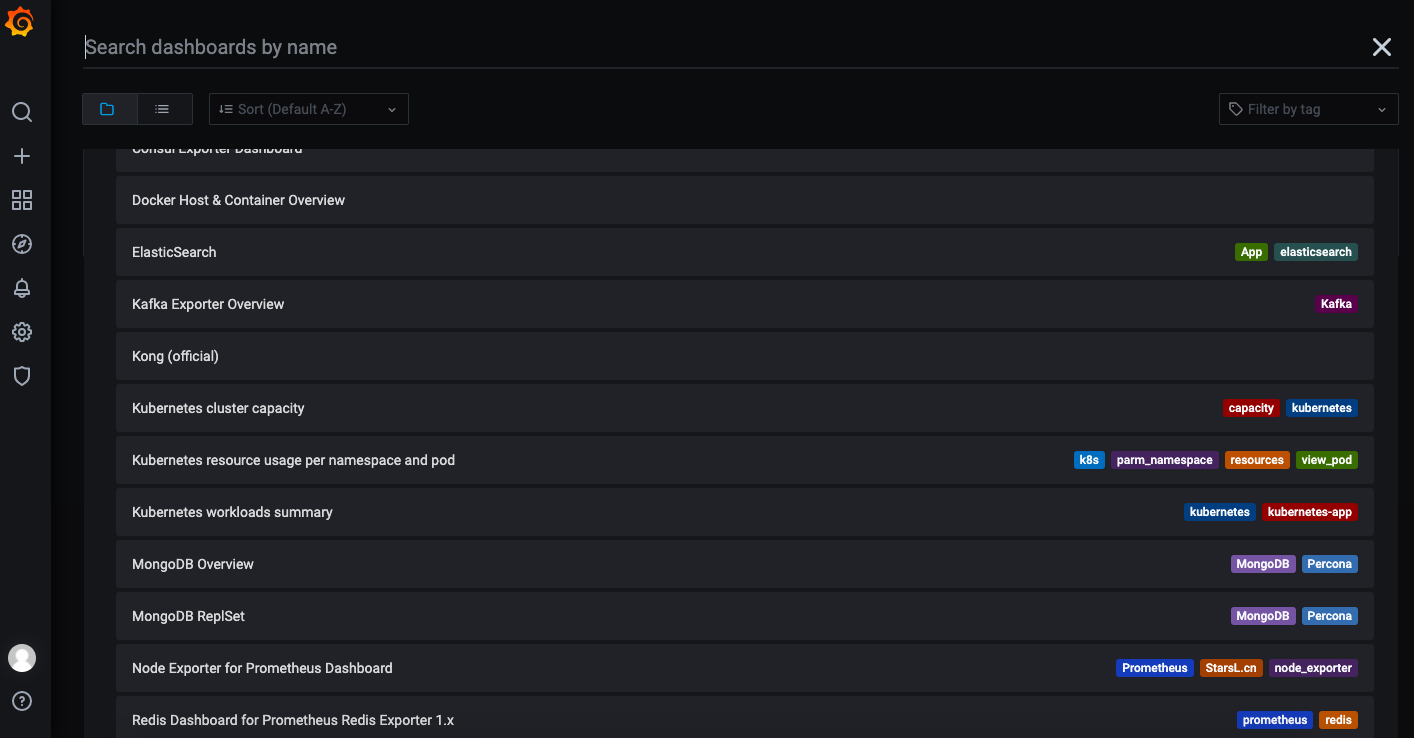 Search dashboards by name
Sort (Default A-Z)
Filter by tag
Consul Exporter Dashboard
Docker Host & Container Overview
ElasticSearch App elasticsearch
Kafka Exporter Overview Kafka
Kong (official)
Kubernetes cluster capacity capacity kubernetes
Kubernetes resource usage per namespace and pod k8s parm_namespace resources view_pod
Kubernetes workloads summary kubernetes kubernetes-app
MongoDB Overview MongoDB Percona
MongoDB ReplSet MongoDB Percona
Node Exporter for Prometheus Dashboard Prometheus StarsL.cn node_exporter
Redis Dashboard for Prometheus Redis Exporter 1.x prometheus redis